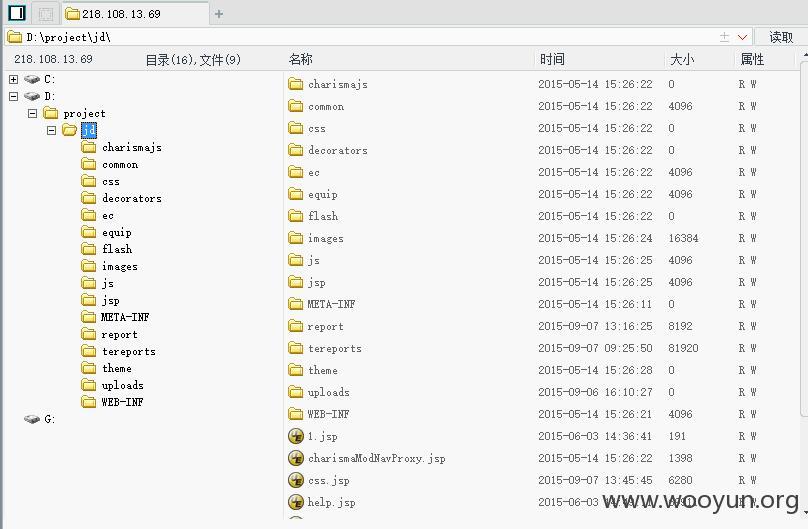 218.108.13.69
D:\project\jd\
读取
218.108.13.69 目录(16),文件(9)
名称 时间 大小 属性
C:
D:
project
jd
charismajs
common
css
decorators
ec
equip
flash
images
js
jsp
META-INF
report
tereports
theme
uploads
WEB-INF
G:
charismajs 2015-05-14 15:26:22 0 R W
common 2015-05-14 15:26:22 4096 R W
css 2015-05-14 15:26:22 0 R W
decorators 2015-05-14 15:26:22 0 R W
ec 2015-05-14 15:26:22 4096 R W
equip 2015-05-14 15:26:22 4096 R W
flash 2015-05-14 15:26:22 0 R W
images 2015-05-14 15:26:24 16384 R W
js 2015-05-14 15:26:25 4096 R W
jsp 2015-05-14 15:26:25 4096 R W
META-INF 2015-05-14 15:26:11 0 R W
report 2015-09-07 13:16:25 8192 R W
tereports 2015-09-07 09:25:50 81920 R W
theme 2015-05-14 15:26:28 0 R W
uploads 2015-09-06 16:10:27 0 R W
WEB-INF 2015-05-14 15:26:21 4096 R W
1.jsp 2015-06-03 14:36:41 191 R W
charismaModNavProxy.jsp 2015-05-14 15:26:22 1398 R W
css.jsp 2015-09-07 13:45:45 6280 R W
help.jsp 2015-06-03 R W
www.wooyun.org